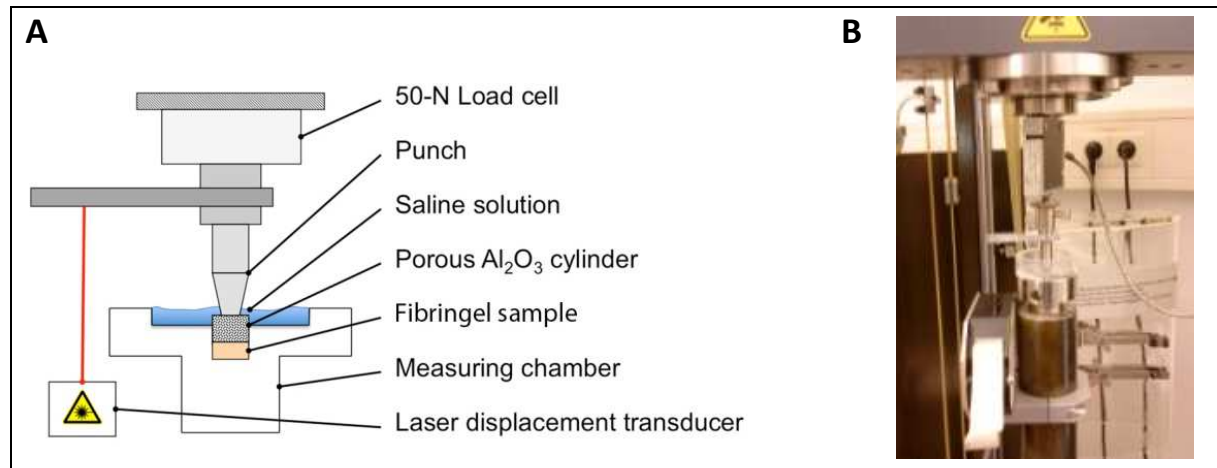 A
B
50-N Load cell
Punch
Saline solution
Porous Al₂O₃ cylinder
Fibringel sample
Measuring chamber
Laser displacement transducer